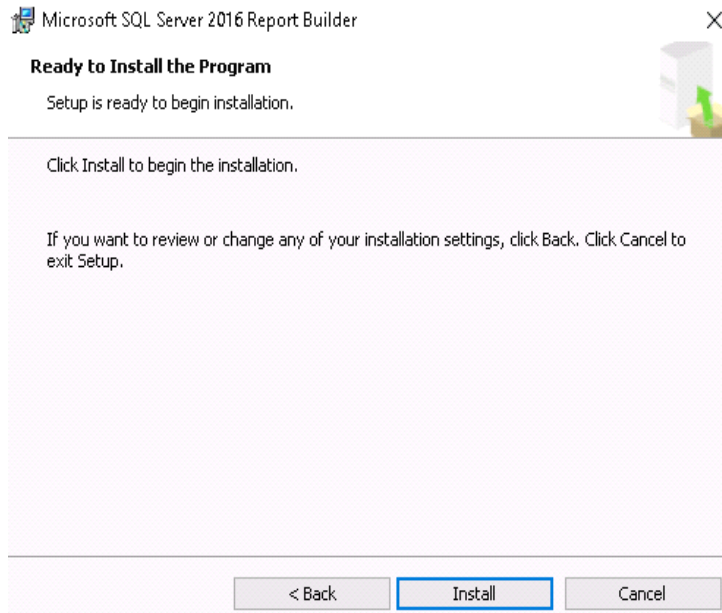 Microsoft SQL Server 2016 Report Builder
Ready to Install the Program
Setup is ready to begin installation.
Click Install to begin the installation.
If you want to review or change any of your installation settings, click Back. Click Cancel to
exit Setup.
< Back Install Cancel